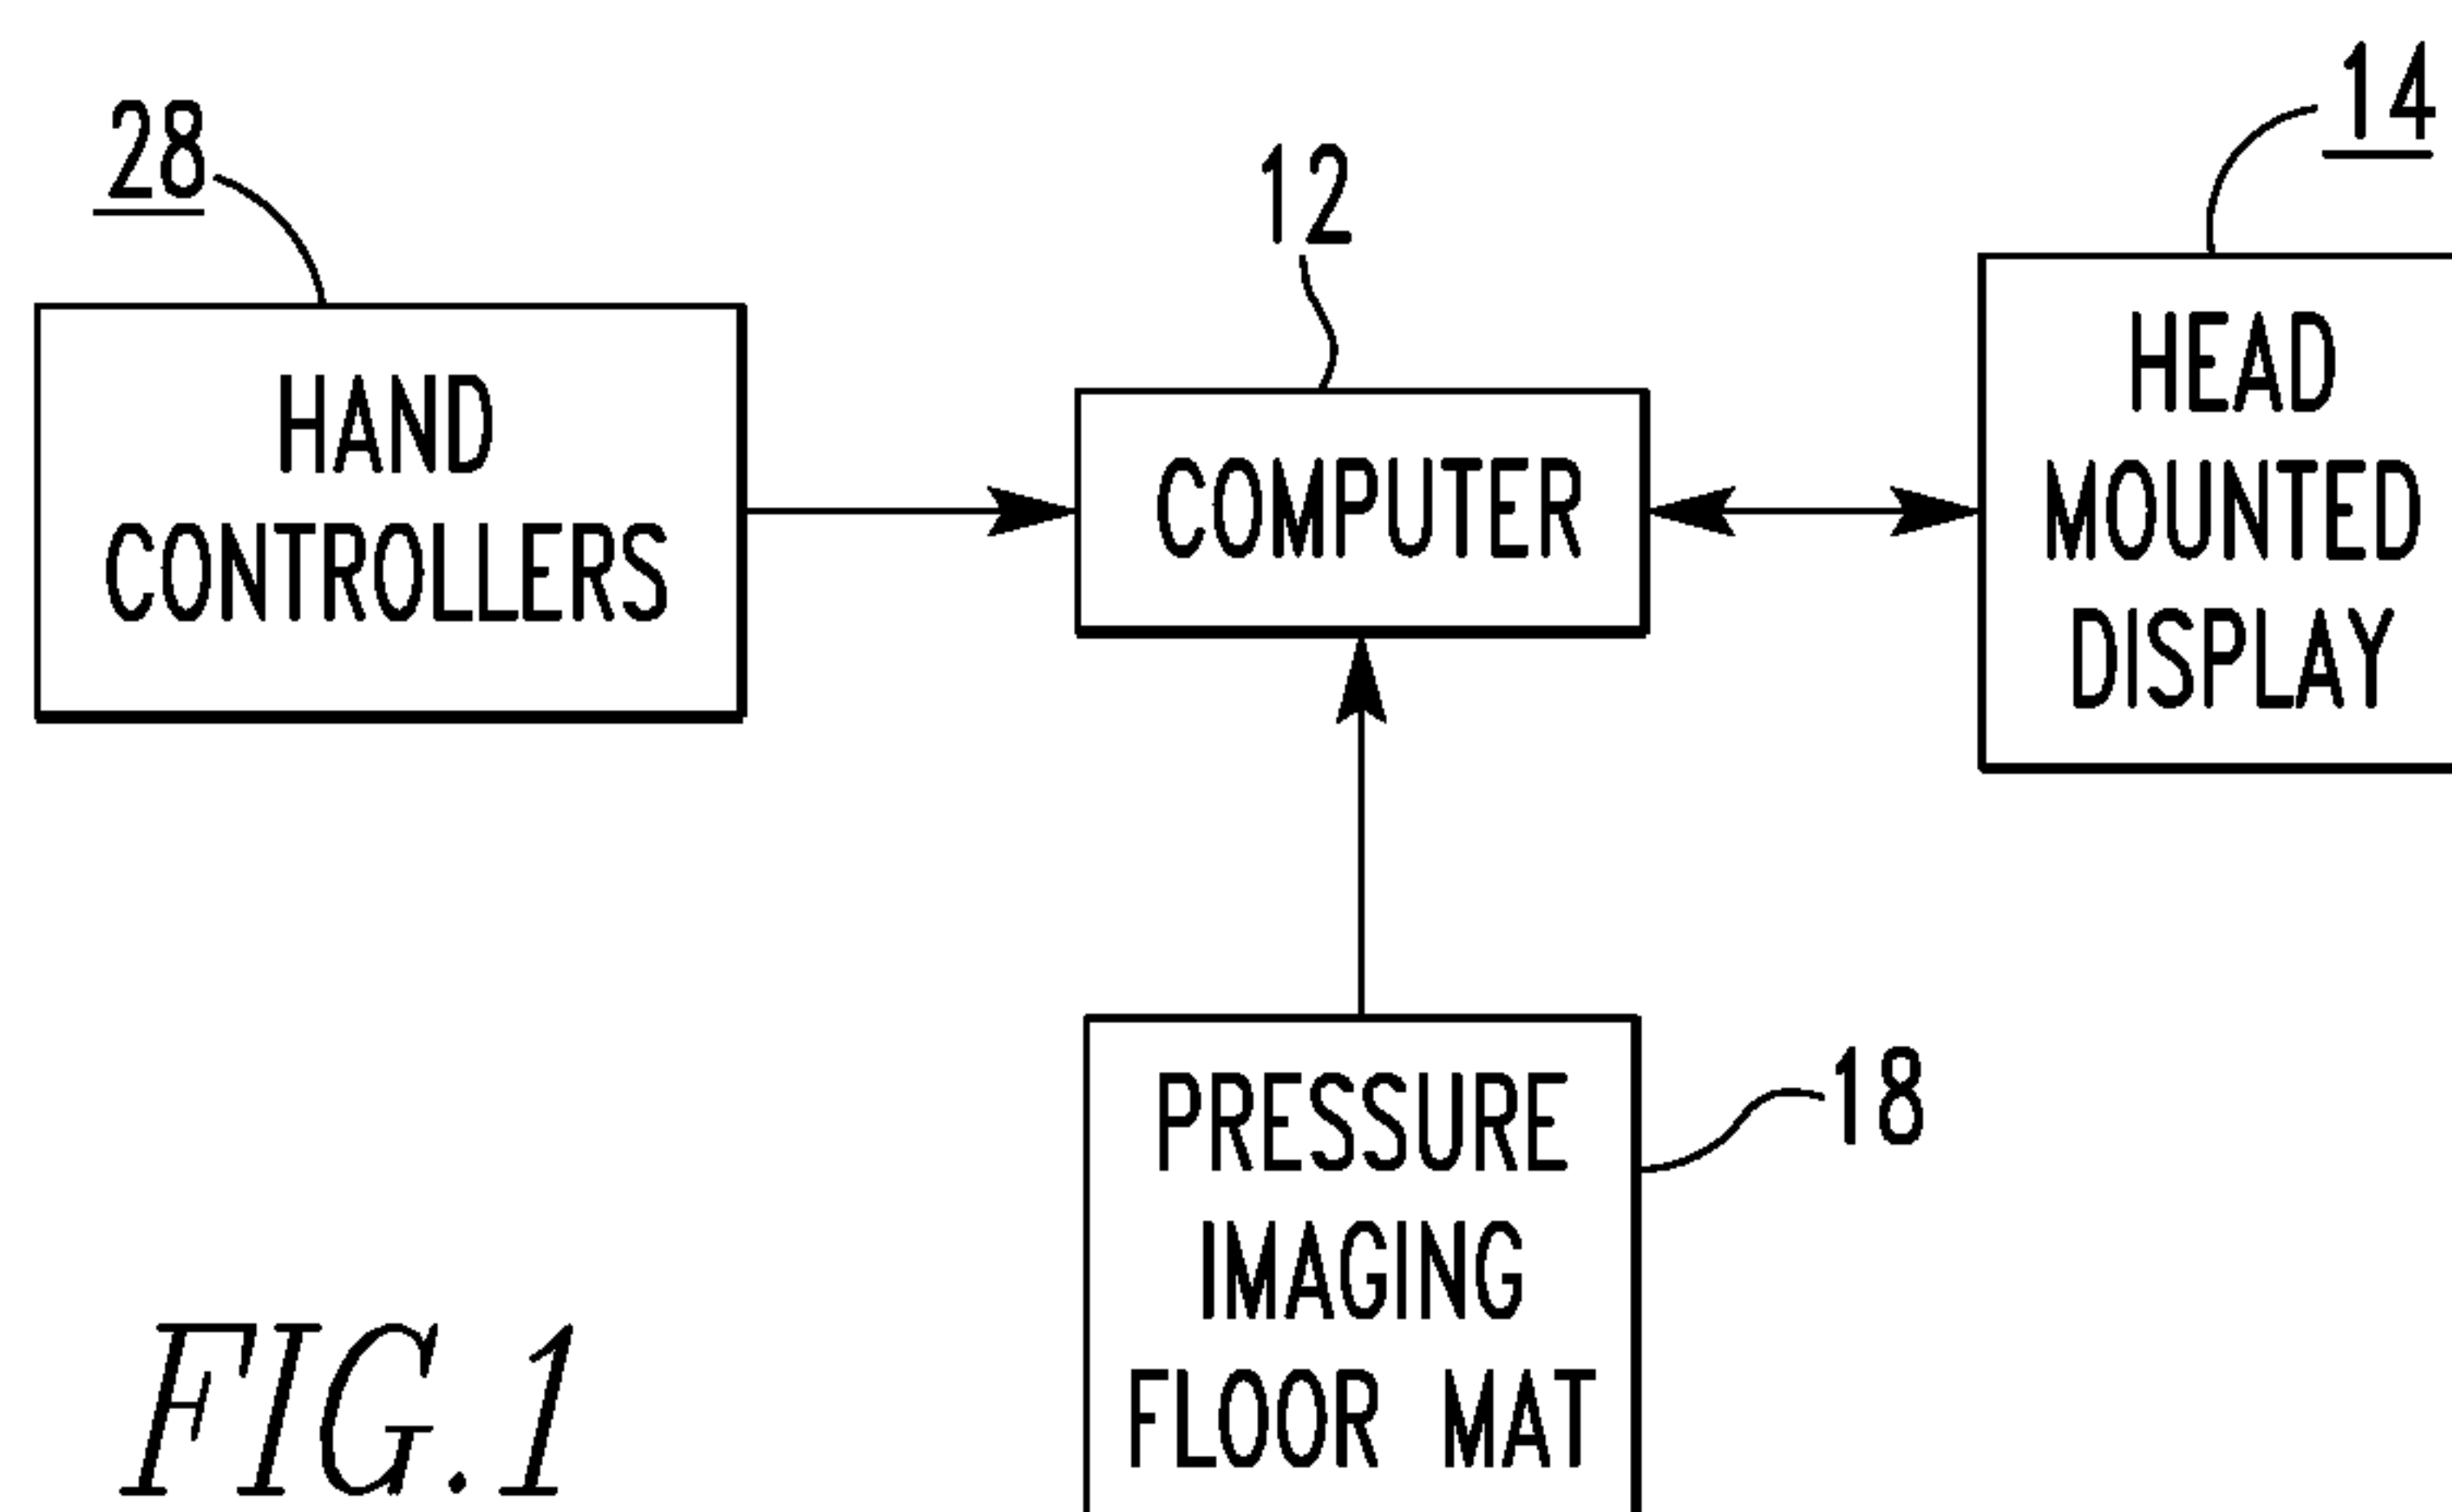 28
12
14
HAND
CONTROLLERS
COMPUTER
HEAD
MOUNTED
DISPLAY
18
PRESSURE
IMAGING
FLOOR MAT
FIG.1